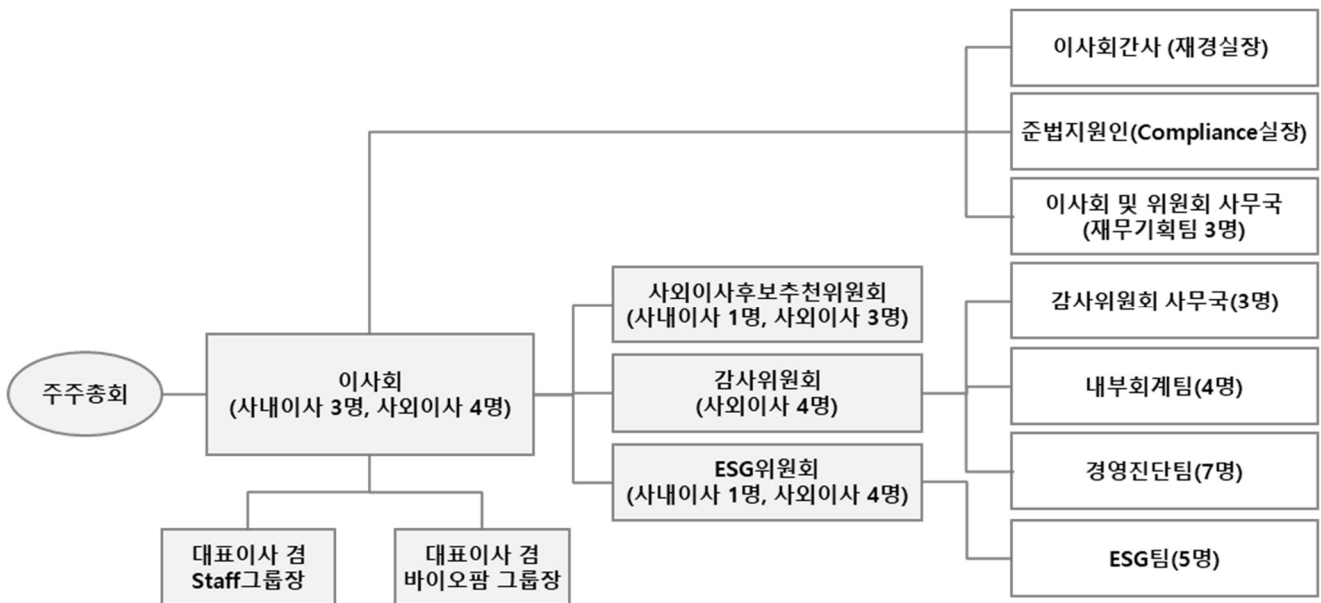 이사회간사 (재경실장)
준법지원인(Compliance실장)
이사회 및 위원회 사무국
(재무기획팀 3명)
사외이사후보추천위원회
(사내이사 1명, 사외이사 3명)
감사위원회 사무국(3명)
주주총회
이사회
(사내이사 3명, 사외이사 4명)
감사위원회
(사외이사 4명)
내부회계팀(4명)
ESG위원회
(사내이사 1명, 사외이사 4명)
경영진단팀(7명)
대표이사 겸
Staff그룹장
대표이사 겸
바이오팜 그룹장
ESG팀(5명)